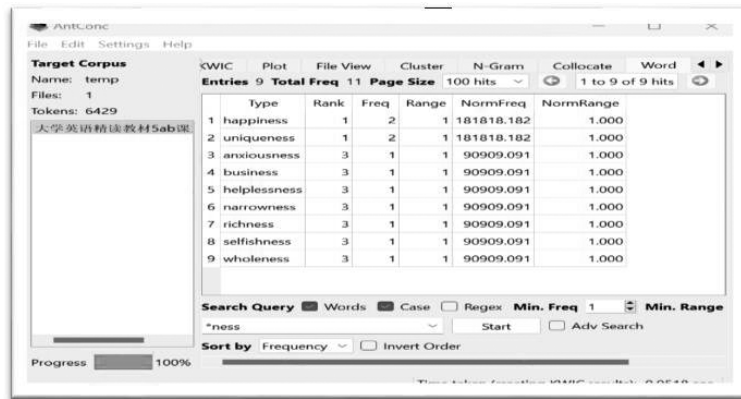 AntConc
File Edit Settings Help
Target Corpus
Name: temp
Files: 1
Tokens: 6429
大学英语精读教材5ab课
Progress 100%
KWIC Plot File View Cluster N-Gram Collocate Word
Entries 9 Total Freq 11 Page Size 100 hits 1 to 9 of 9 hits
Type Rank Freq Range NormFreq NormRange
1 happiness 1 2 1 181818.182 1.000
2 uniqueness 1 2 1 181818.182 1.000
3 anxiousness 3 1 1 90909.091 1.000
4 business 3 1 1 90909.091 1.000
5 helplessness 3 1 1 90909.091 1.000
6 narrowness 3 1 1 90909.091 1.000
7 richness 3 1 1 90909.091 1.000
8 selfishness 3 1 1 90909.091 1.000
9 wholeness 3 1 1 90909.091 1.000
Search Query Words Case Regex Min. Freq 1 Min. Range
*ness Start Adv Search
Sort by Frequency Invert Order